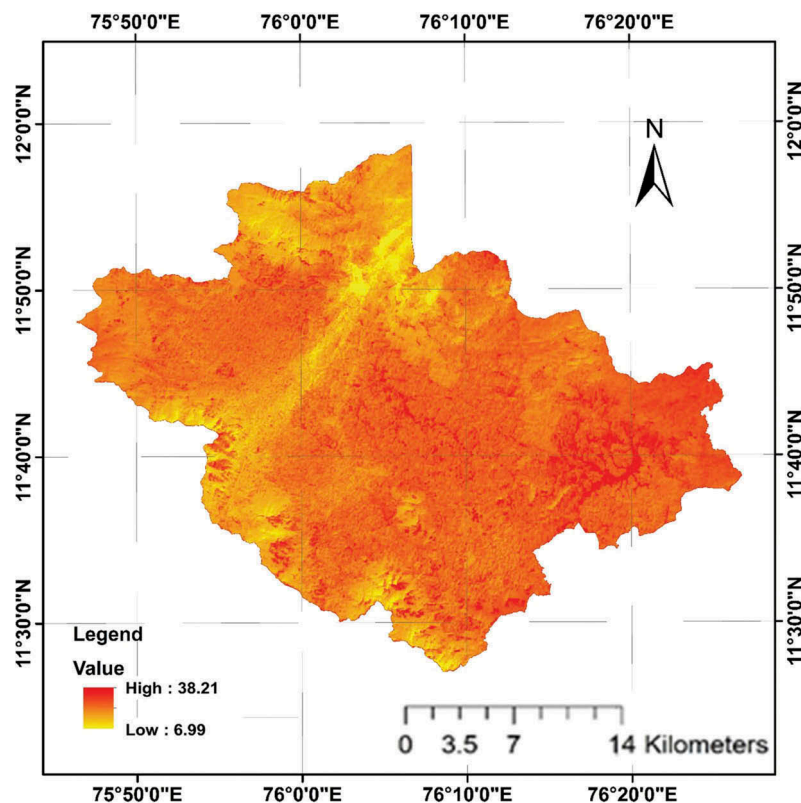 75°50'0"E 76°0'0"E 76°10'0"E 76°20'0"E
12°0'0"N 12°0'0"N
N
11°50'0"N 11°50'0"N
11°40'0"N 11°40'0"N
11°30'0"N 11°30'0"N
Legend
Value
High : 38.21
Low : 6.99
0 3.5 7 14 Kilometers
75°50'0"E 76°0'0"E 76°10'0"E 76°20'0"E